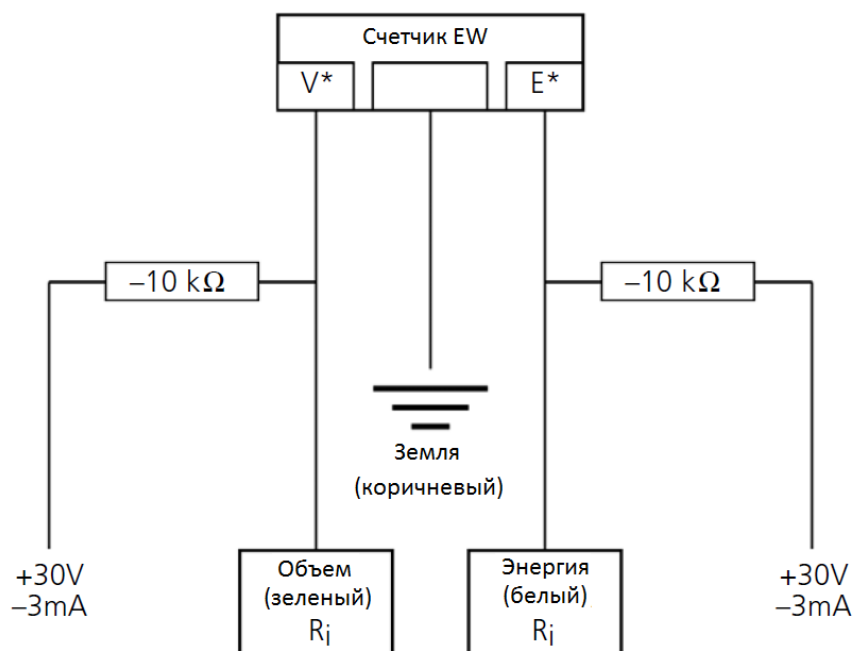 Счетчик EW
V*
E*
–10 kΩ
–10 kΩ
Земля
(коричневый)
+30V
–3mA
Объем
(зеленый)
Ri
Энергия
(белый)
Ri
+30V
–3mA